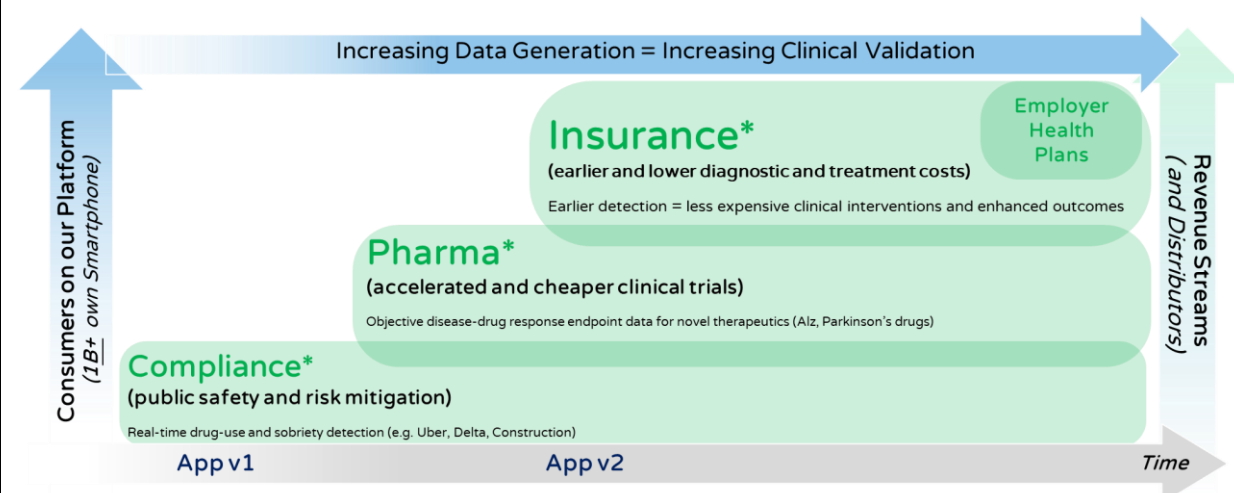 Increasing Data Generation = Increasing Clinical Validation
Consumers on our Platform
(1B+ own Smartphone)
Insurance*
(earlier and lower diagnostic and treatment costs)
Earlier detection = less expensive clinical interventions and enhanced outcomes
Employer
Health
Plans
Pharma*
(accelerated and cheaper clinical trials)
Objective disease-drug response endpoint data for novel therapeutics (Alz, Parkinson's drugs)
Compliance*
(public safety and risk mitigation)
Real-time drug-use and sobriety detection (e.g. Uber, Delta, Construction)
Revenue Streams
(and Distributors)
App v1
App v2
Time